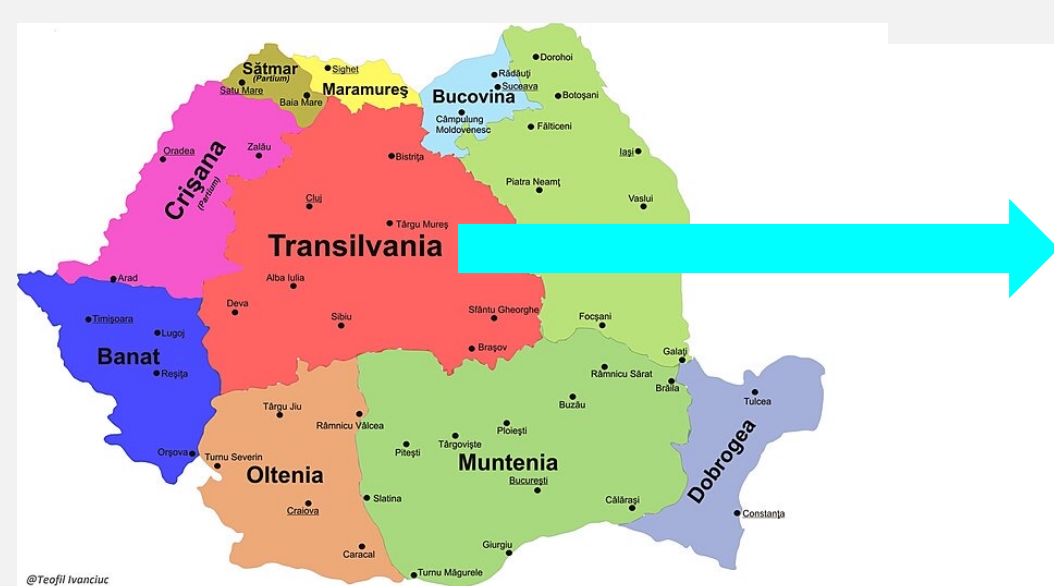 Dorohoi
Sătmar
(Partium)
Sighet
Rădăuţi
Satu Mare
Maramureş
Suceava
Baia Mare
Bucovina
Botoşani
Câmpulung
Moldovenesc
Fălticeni
Oradea
Zalău
Iaşi
Bistriţa
Crişana
(Partium)
Piatra Neamţ
Cluj
Vaslui
Târgu Mureş
Transilvania
Arad
Alba Iulia
Deva
Sfântu Gheorghe
Timişoara
Sibiu
Focşani
Lugoj
Braşov
Galaţi
Banat
Reşiţa
Râmnicu Sărat
Brăila
Tulcea
Târgu Jiu
Buzău
Râmnicu Vâlcea
Ploieşti
Târgovişte
Piteşti
Orşova
Turnu Severin
Dobrogea
Oltenia
Muntenia
Bucureşti
Slatina
Călăraşi
Craiova
Constanţa
Giurgiu
Caracal
Turnu Măgurele
@Teofil Ivanciuc